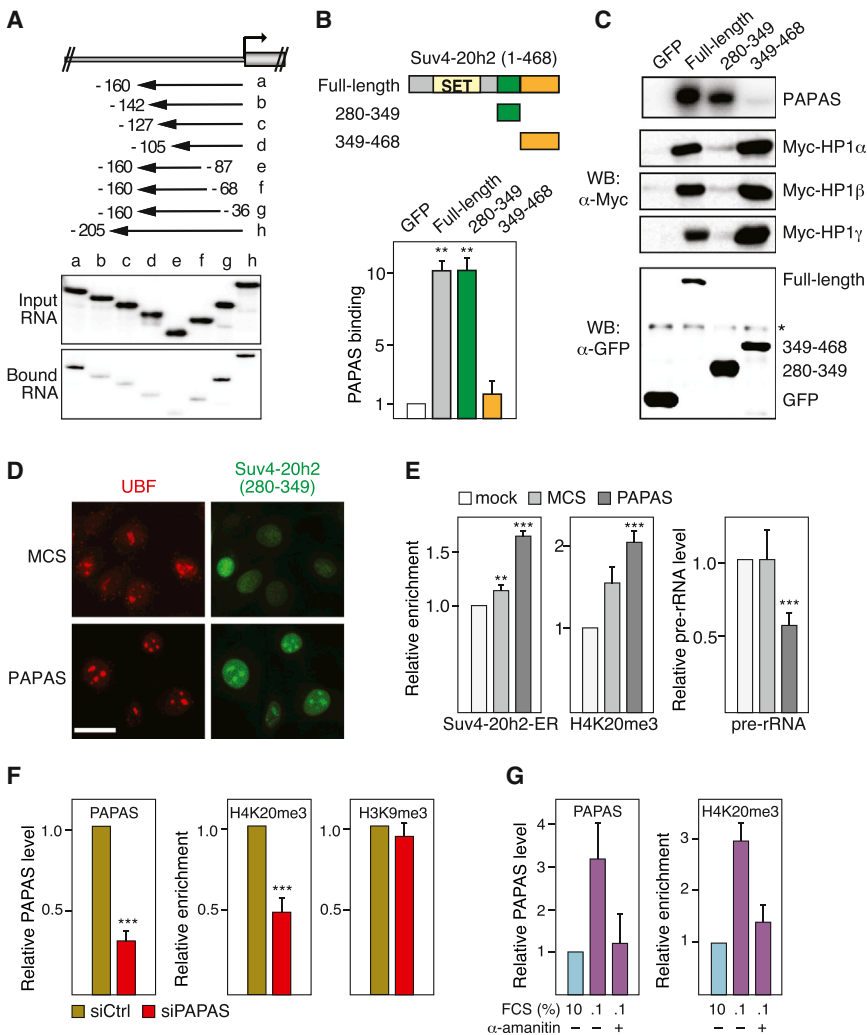 A
-160 a
-142 b
-127 c
-105 d
-160 -87 e
-160 -68 f
-160 -36 g
-205 h
a b c d e f g h
Input
RNA
Bound
RNA
B
Suv4-20h2 (1-468)
Full-length SET
280-349
349-468
GFP Full-length 280-349 349-468
** **
10
5
1
PAPAS binding
C
GFP Full-length 280-349 349-468
PAPAS
WB:
α-Myc
Myc-HP1α
Myc-HP1β
Myc-HP1γ
WB:
α-GFP
Full-length
*
349-468
280-349
GFP
D
UBF Suv4-20h2
(280-349)
MCS
PAPAS
E
mock MCS PAPAS
Relative enrichment
1.5
1.0
** ***
Suv4-20h2-ER
2
1
***
H4K20me3
Relative pre-rRNA level
1.0
0.5
***
pre-rRNA
F
PAPAS
Relative PAPAS level
1.0
0.5
***
H4K20me3
Relative enrichment
1.0
0.5
***
H3K9me3
1.0
0.5
siCtrl siPAPAS
G
PAPAS
Relative PAPAS level
4
3
2
1
H4K20me3
Relative enrichment
3
2
1
FCS (%) 10 .1 .1 10 .1 .1
α-amanitin – – + – – +